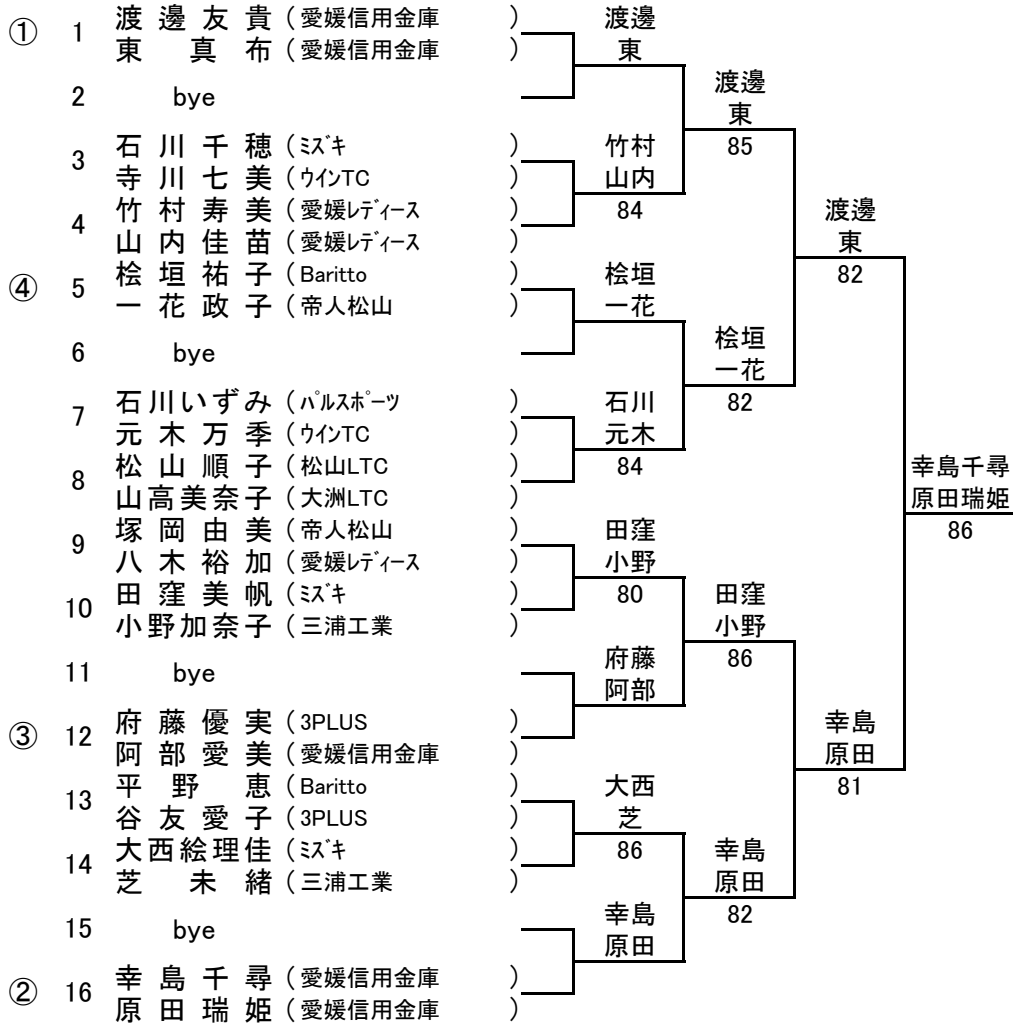 ① 1 渡邊友貴(愛媛信用金庫)
東真布(愛媛信用金庫)
2 bye
3 石川千穂(ミズキ)
寺川七美(ウインTC)
4 竹村寿美(愛媛レディース)
山内佳苗(愛媛レディース)
④ 5 桧垣祐子(Baritto)
一花政子(帝人松山)
6 bye
7 石川いずみ(パルスポーツ)
元木万季(ウインTC)
8 松山順子(松山LTC)
山高美奈子(大洲LTC)
9 塚岡由美(帝人松山)
八木裕加(愛媛レディース)
10 田窪美帆(ミズキ)
小野加奈子(三浦工業)
11 bye
③ 12 府藤優実(3PLUS)
阿部愛美(愛媛信用金庫)
13 平野恵(Baritto)
谷友愛子(3PLUS)
14 大西絵理佳(ミズキ)
芝未緒(三浦工業)
15 bye
② 16 幸島千尋(愛媛信用金庫)
原田瑞姫(愛媛信用金庫)
渡邊
東
竹村
山内
84
桧垣
一花
石川
元木
84
田窪
小野
80
府藤
阿部
大西
芝
86
幸島
原田
渡邊
東
85
桧垣
一花
82
田窪
小野
86
幸島
原田
82
渡邊
東
82
幸島
原田
81
幸島千尋
原田瑞姫
86